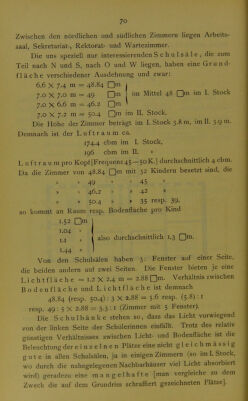 70
Zwischen den nördlichen und südlichen Zimmern liegen Arbeits-
saal, Sekretariat-, Rektorat- und Wartezimmer.
Die uns speziell nur interessierenden Schulsäle, die zum
Teil nach N und S, nach O und W liegen, haben eine Grund-
fläche verschiedener Ausdehnung und zwar:
6.6 X 7.4 m = 48.84 □m
7.0 X 7.0 m = 49 □m
7.0 X 6.6 m = 46.2 □m
im Mittel 48 □m im I. Stock
7.0 X 7.2 m = 50.4 □m im II. Stock.
Die Höhe der Zimmer beträgt im I. Stock 3.8 m, im II. 3.9 m.
Demnach ist der Luftraum ca.
174.4 cbm im I. Stock,
196 cbm im II. »
Luftraum pro Kopf [Frequenz 45—50 K.] durchschnittlich 4 cbm.
Da die Zimmer von 48.84 □m mit 32 Kindern besetzt sind, die
» » 49 » 45 »
» » 46.2 » 42 »
» » 50.4 » 35 resp. 39,
so kommt an Raum resp. Bodenfläche pro Kind
1.52 □m
1.04 □m
1.1 »
1.44 »
also durchschnittlich 1.3 □m.
Von den Schulsälen haben 3 Fenster auf einer Seite,
die beiden andern auf zwei Seiten. Die Fenster bieten je eine
Lichtfläche = 1.2 X 2.4 m = 2.88 □m. Verhältnis zwischen
Bodenfläche und Lichtfläche ist demnach
48.84 (resp. 50.4) : 3 X 2.88 = 5.6 resp. (5.8) : 1
resp. 49 : 5 X 2.88 = 3.3 : 1 (Zimmer mit 5 Fenster).
Die Schulbänke stehen so, dass das Licht vorwiegend
von der linken Seite der Schülerinnen einfällt. Trotz des relativ
günstigen Verhältnisses zwischen Licht- und Bodenfläche ist die
Beleuchtung der einzelnen Plätze eine nicht gleichmässig
gute in allen Schulsälen, ja in einigen Zimmern (so im I. Stock,
wo durch die nahegelegenen Nachbarhäuser viel Licht absorbiert
wird) geradezu eine mangelhafte [man vergleiche zu dem
Zweck die auf dem Grundriss schraffiert gezeichneten Plätze].